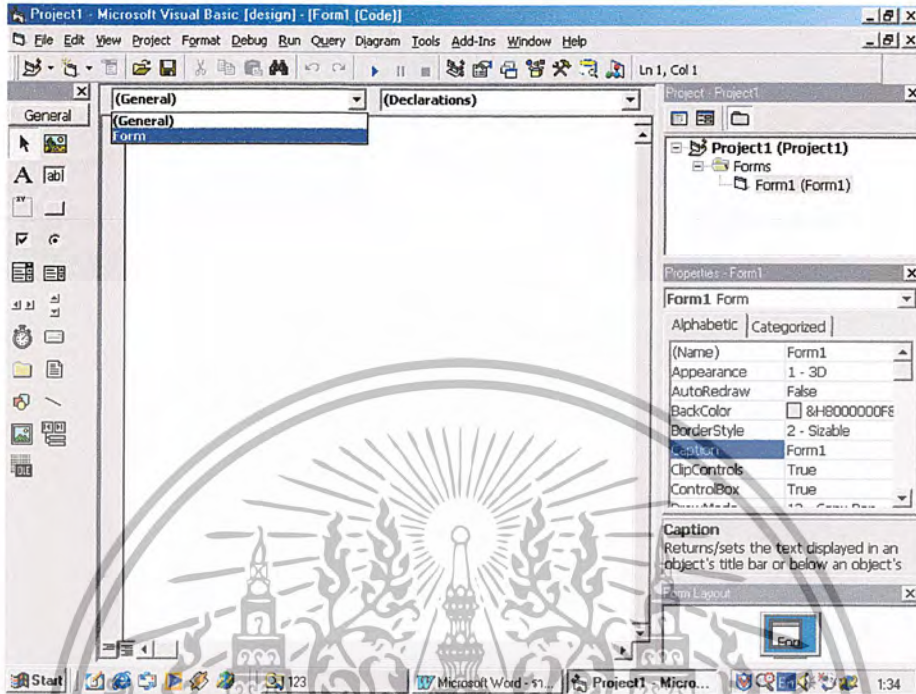 Project1 - Microsoft Visual Basic [design] - [Form1 (Code)]
File Edit View Project Format Debug Run Query Diagram Tools Add-Ins Window Help
Ln 1, Col 1
General
(General) (Declarations)
(General)
Form
Project - Project1
Project1 (Project1)
Forms
Form1 (Form1)
Properties - Form1
Form1 Form
Alphabetic Categorized
(Name) Form1
Appearance 1 - 3D
AutoRedraw False
BackColor &H8000000F&
BorderStyle 2 - Sizable
Caption Form1
ClipControls True
ControlBox True
Caption
Returns/sets the text displayed in an
object's title bar or below an object's
Form Layout
Start 123 Microsoft Word - รา... Project1 - Micro... En 1:34